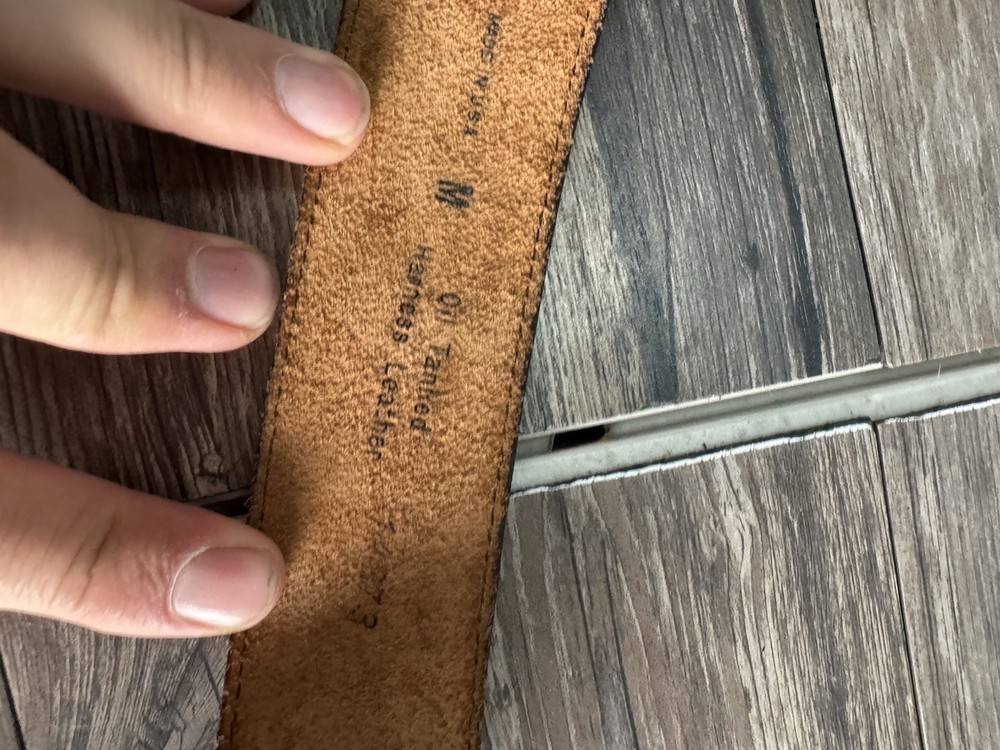 MADE IN USA
M
Oil Tanned
Harness Leather